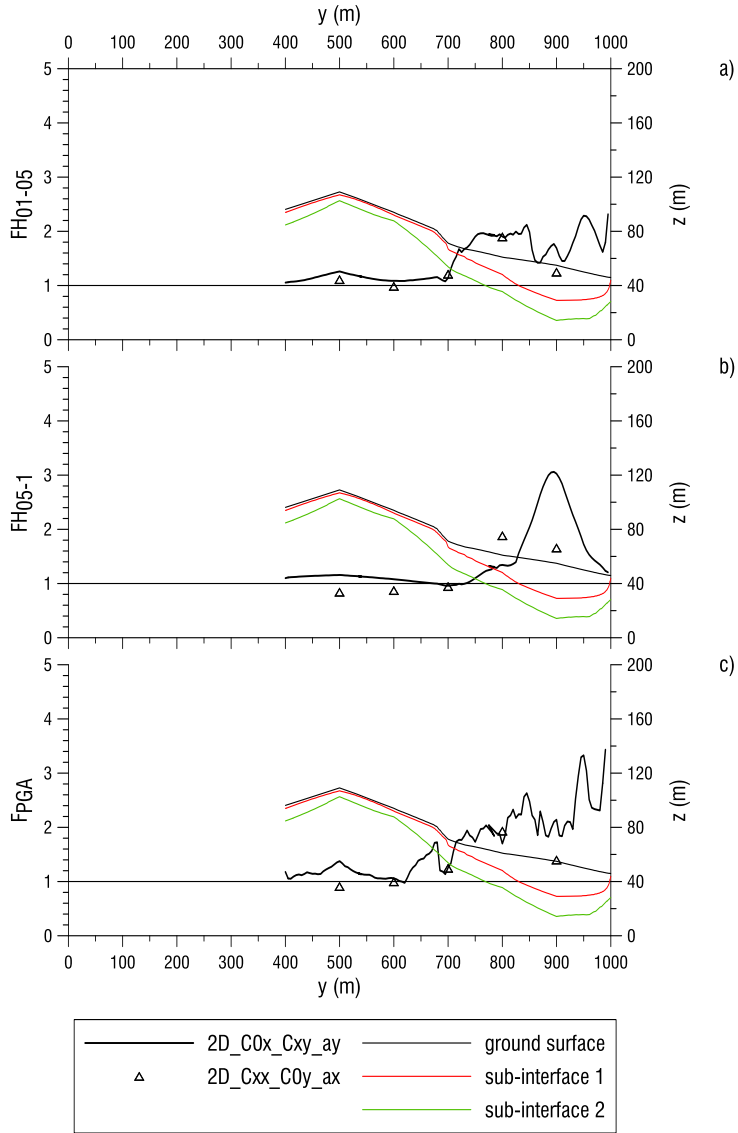 y (m)
0 100 200 300 400 500 600 700 800 900 1000
a)
5 200
4 160
3 120
2 80
1 40
0 0
FH01-05
z (m)
b)
5 200
4 160
3 120
2 80
1 40
0 0
FH05-1
z (m)
c)
5 200
4 160
3 120
2 80
1 40
0 0
FPGA
z (m)
0 100 200 300 400 500 600 700 800 900 1000
y (m)
2D_C0x_Cxy_ay ground surface
2D_Cxx_C0y_ax sub-interface 1
sub-interface 2